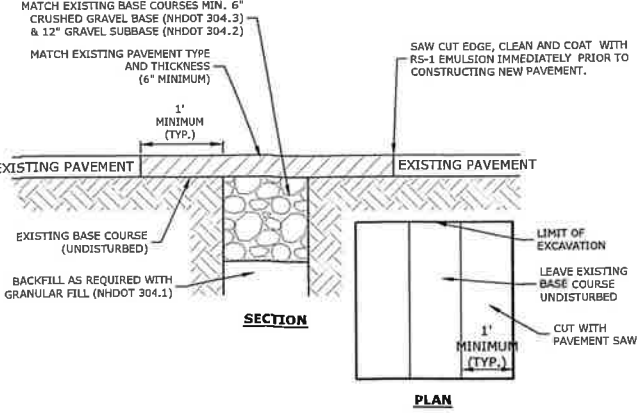 MATCH EXISTING BASE COURSES MIN. 6"
CRUSHED GRAVEL BASE (NHDOT 304.3)
& 12" GRAVEL SUBBASE (NHDOT 304.2)
MATCH EXISTING PAVEMENT TYPE
AND THICKNESS
(6" MINIMUM)
SAW CUT EDGE, CLEAN AND COAT WITH
RS-1 EMULSION IMMEDIATELY PRIOR TO
CONSTRUCTING NEW PAVEMENT.
1'
MINIMUM
(TYP.)
EXISTING PAVEMENT
EXISTING PAVEMENT
EXISTING BASE COURSE
(UNDISTURBED)
BACKFILL AS REQUIRED WITH
GRANULAR FILL (NHDOT 304.1)
SECTION
LIMIT OF
EXCAVATION
LEAVE EXISTING
BASE COURSE
UNDISTURBED
CUT WITH
PAVEMENT SAW
1'
MINIMUM
(TYP.)
PLAN